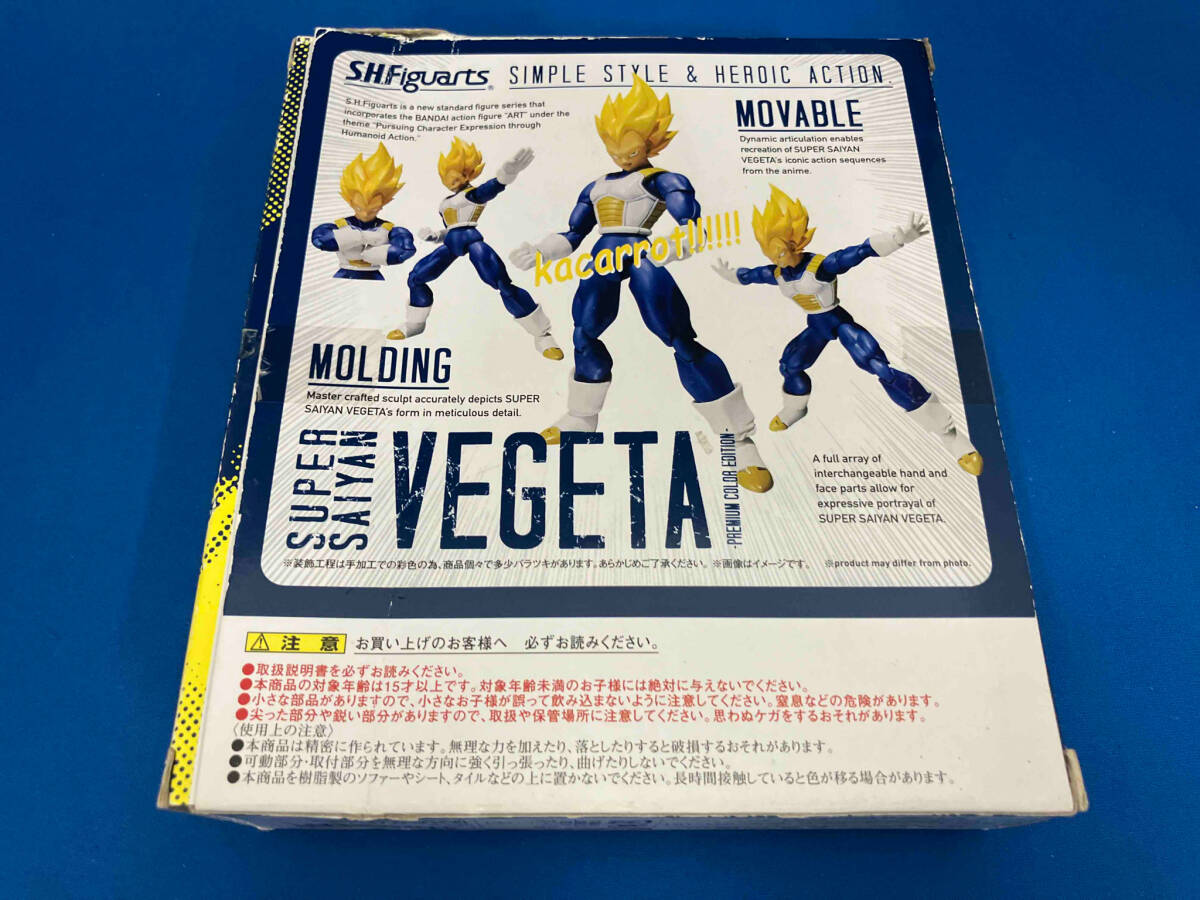 S.H.Figuarts® SIMPLE STYLE & HEROIC ACTION.
S.H.Figuarts is a new standard figure series that
incorporates the BANDAI action figure "ART" under the
theme "Pursuing Character Expression through
Humanoid Action."
MOVABLE
Dynamic articulation enables
recreation of SUPER SAIYAN
VEGETA's iconic action sequences
from the anime.
kacarrot!!!!!!
MOLDING
Master crafted sculpt accurately depicts SUPER
SAIYAN VEGETA's form in meticulous detail.
SUPER
SAIYAN
VEGETA
-PREMIUM COLOR EDITION-
A full array of
interchangeable hand and
face parts allow for
expressive portrayal of
SUPER SAIYAN VEGETA.
※装飾工程は手加工での彩色の為、商品個々で多少バラツキがあります。あらかじめご了承ください。 ※画像はイメージです。 ※product may differ from photo.
⚠注 意 お買い上げのお客様へ 必ずお読みください。
●取扱説明書を必ずお読みください。
●本商品の対象年齢は15才以上です。対象年齢未満のお子様には絶対に与えないでください。
●小さな部品がありますので、小さなお子様が誤って飲み込まないように注意してください。窒息などの危険があります。
●尖った部分や鋭い部分がありますので、取扱や保管場所に注意してください。思わぬケガをするおそれがあります。
〈使用上の注意〉
●本商品は精密に作られています。無理な力を加えたり、落としたりすると破損するおそれがあります。
●可動部分・取付部分を無理な方向に強く引っ張ったり、曲げたりしないでください。
●本商品を樹脂製のソファーやシート、タイルなどの上に置かないでください。長時間接触していると色が移る場合があります。